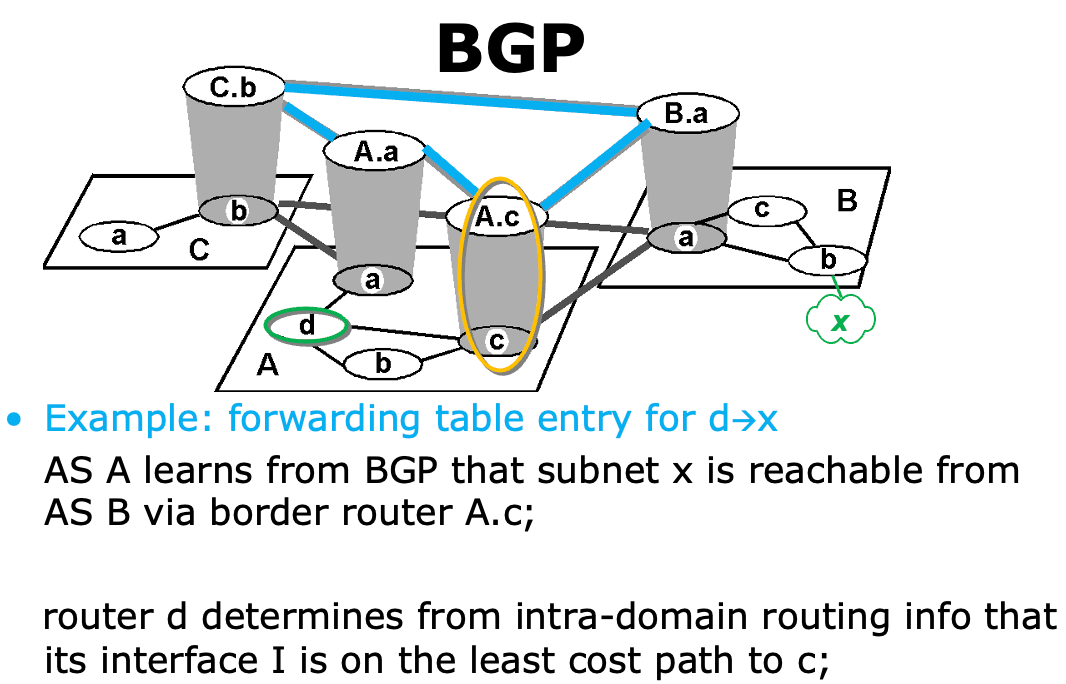 BGP
C.b
B.a
A.a
A.c
b
a
C
c
B
a
b
a
x
d
b
c
A
• Example: forwarding table entry for d→x
AS A learns from BGP that subnet x is reachable from
AS B via border router A.c;
router d determines from intra-domain routing info that
its interface I is on the least cost path to c;